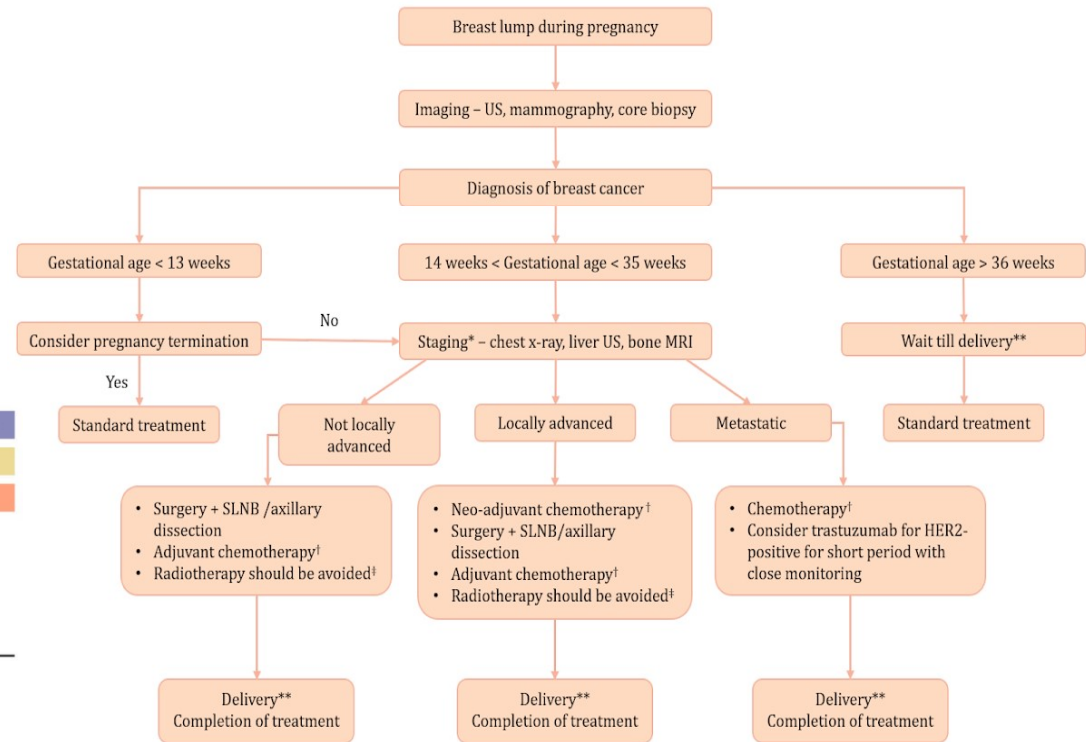 Breast lump during pregnancy
Imaging – US, mammography, core biopsy
Diagnosis of breast cancer
Gestational age < 13 weeks
14 weeks < Gestational age < 35 weeks
Gestational age > 36 weeks
No
Consider pregnancy termination
Staging* – chest x-ray, liver US, bone MRI
Wait till delivery**
Yes
Standard treatment
Not locally
advanced
Locally advanced
Metastatic
Standard treatment
• Surgery + SLNB /axillary
dissection
• Adjuvant chemotherapy†
• Radiotherapy should be avoided‡
• Neo-adjuvant chemotherapy †
• Surgery + SLNB/axillary
dissection
• Adjuvant chemotherapy†
• Radiotherapy should be avoided‡
• Chemotherapy†
• Consider trastuzumab for HER2-
positive for short period with
close monitoring
Delivery**
Completion of treatment
Delivery**
Completion of treatment
Delivery**
Completion of treatment